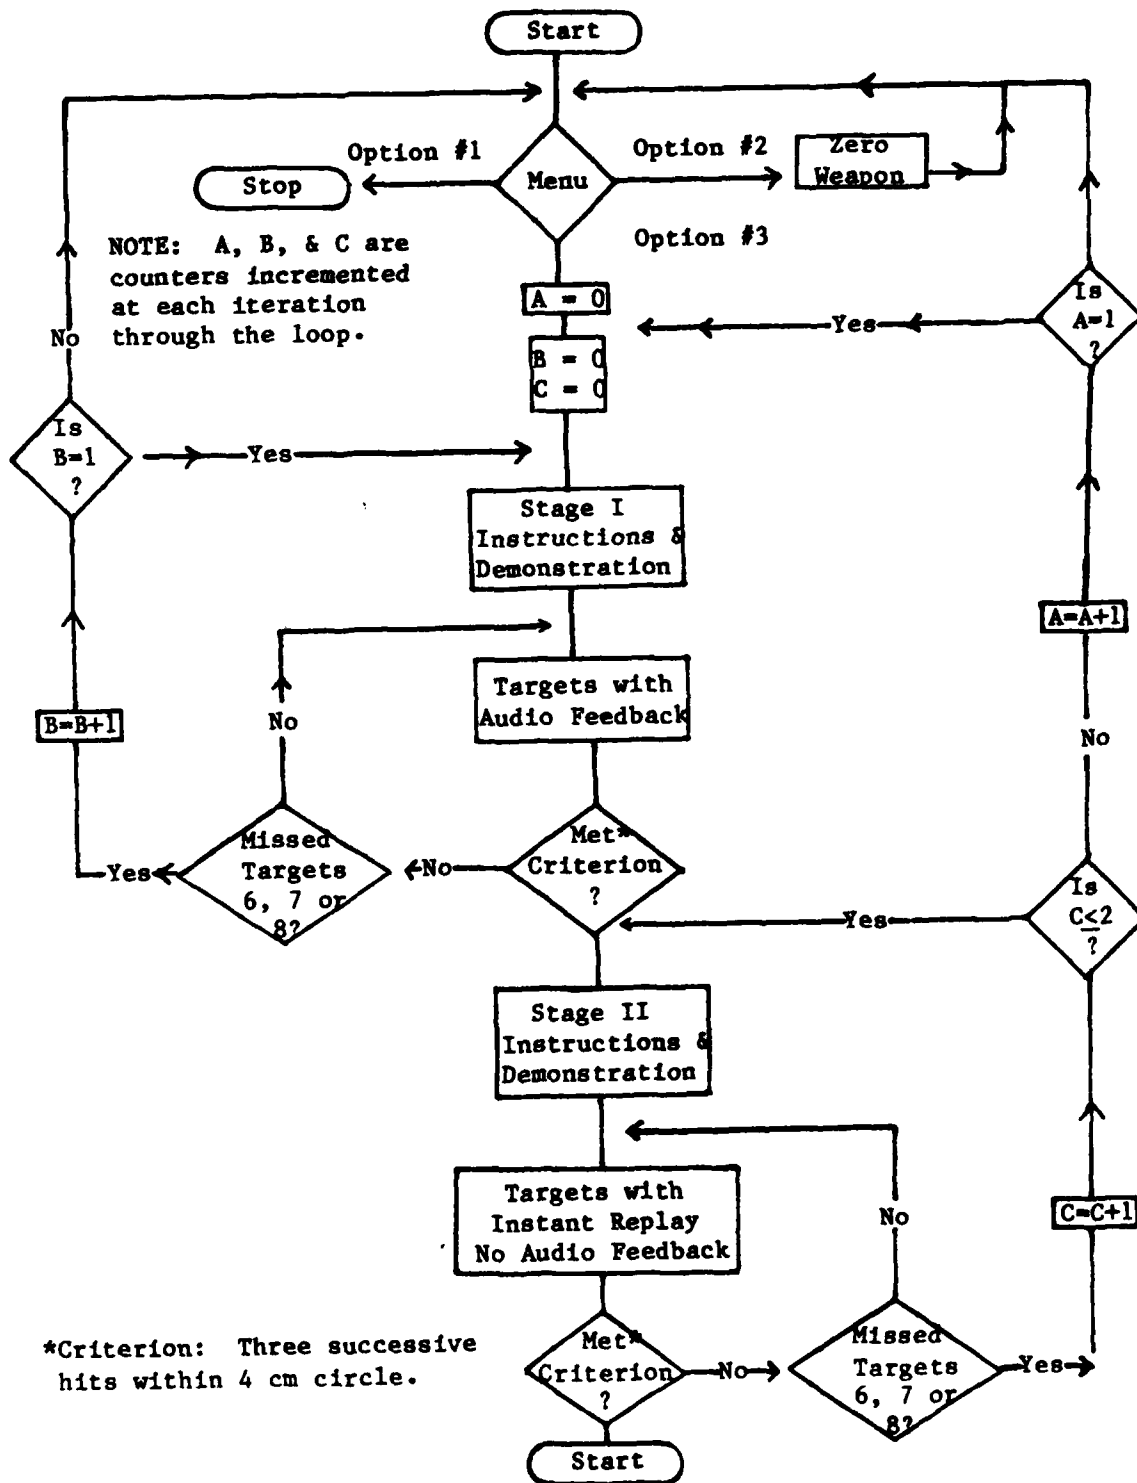 Start
Option #1
Option #2
Zero
Weapon
Stop
Menu
Option #3
NOTE: A, B, & C are
counters incremented
at each iteration
through the loop.
A = 0
Is
A=1
?
Yes
No
B = 0
C = 0
Is
B=1
?
Yes
Stage I
Instructions &
Demonstration
A=A+1
Targets with
Audio Feedback
No
B=B+1
No
Missed
Targets
6, 7 or
8?
Yes
No
Met*
Criterion
?
Is
C≤2
?
Yes
Stage II
Instructions &
Demonstration
Targets with
Instant Replay
No Audio Feedback
No
C=C+1
*Criterion: Three successive
hits within 4 cm circle.
Met*
Criterion
?
No
Missed
Targets
6, 7 or
8?
Yes
Start